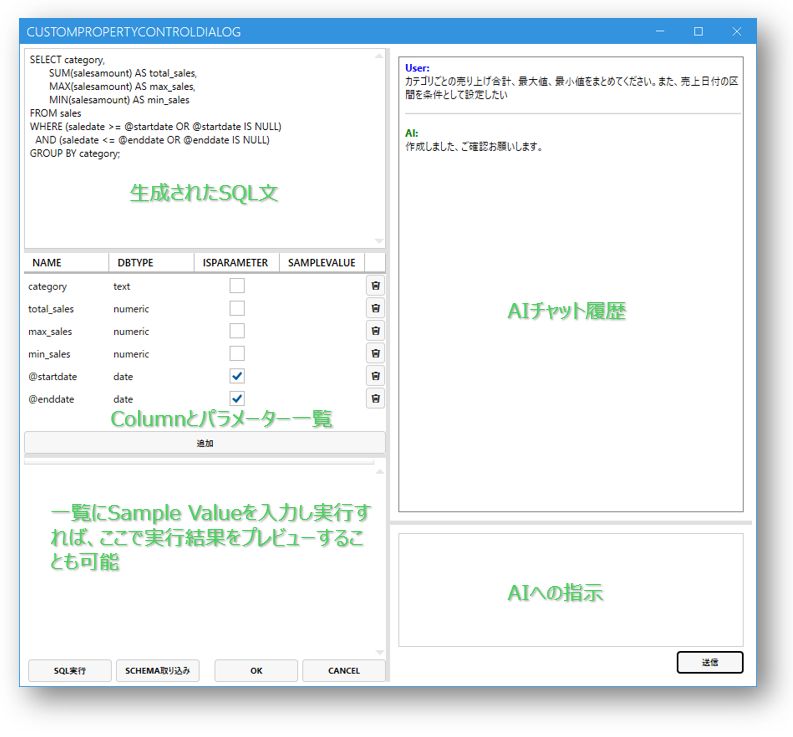 CUSTOMPROPERTYCONTROLDIALOG
SELECT category,
SUM(salesamount) AS total_sales,
MAX(salesamount) AS max_sales,
MIN(salesamount) AS min_sales
FROM sales
WHERE (saledate >= @startdate OR @startdate IS NULL)
AND (saledate <= @enddate OR @enddate IS NULL)
GROUP BY category;
生成されたSQL文
NAME DBTYPE ISPARAMETER SAMPLEVALUE
category text
total_sales numeric
max_sales numeric
min_sales numeric
@startdate date
@enddate date
Columnとパラメーター一覧
追加
一覧にSample Valueを入力し実行す
れば、ここで実行結果をプレビューするこ
とも可能
SQL実行 SCHEMA取り込み OK CANCEL
User:
カテゴリごとの売り上げ合計、最大値、最小値をまとめてください。また、売上日付の区
間を条件として設定したい
AI:
作成しました、ご確認お願いします。
AIチャット履歴
AIへの指示
送信